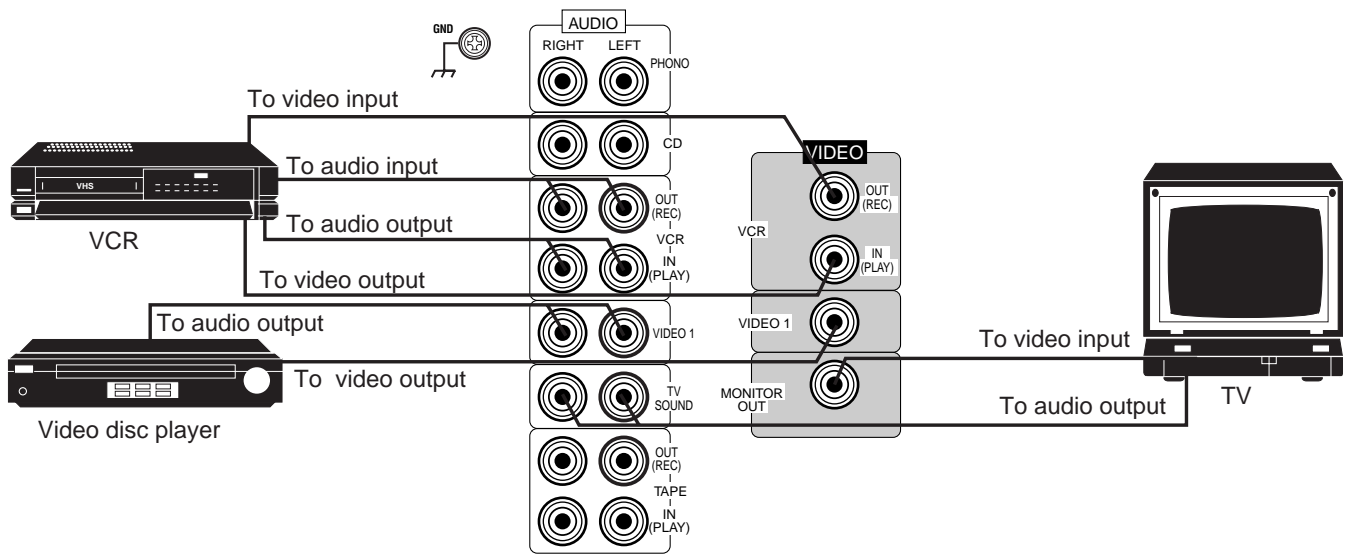 GND
AUDIO
RIGHT LEFT
PHONO
To video input
CD
VIDEO
To audio input
VHS
OUT
(REC)
OUT
(REC)
To audio output
VCR
VCR
VCR
IN
(PLAY)
IN
(PLAY)
To video output
To audio output
VIDEO 1
VIDEO 1
To video input
To video output
TV
SOUND
MONITOR
OUT
To audio output
TV
Video disc player
OUT
(REC)
TAPE
IN
(PLAY)